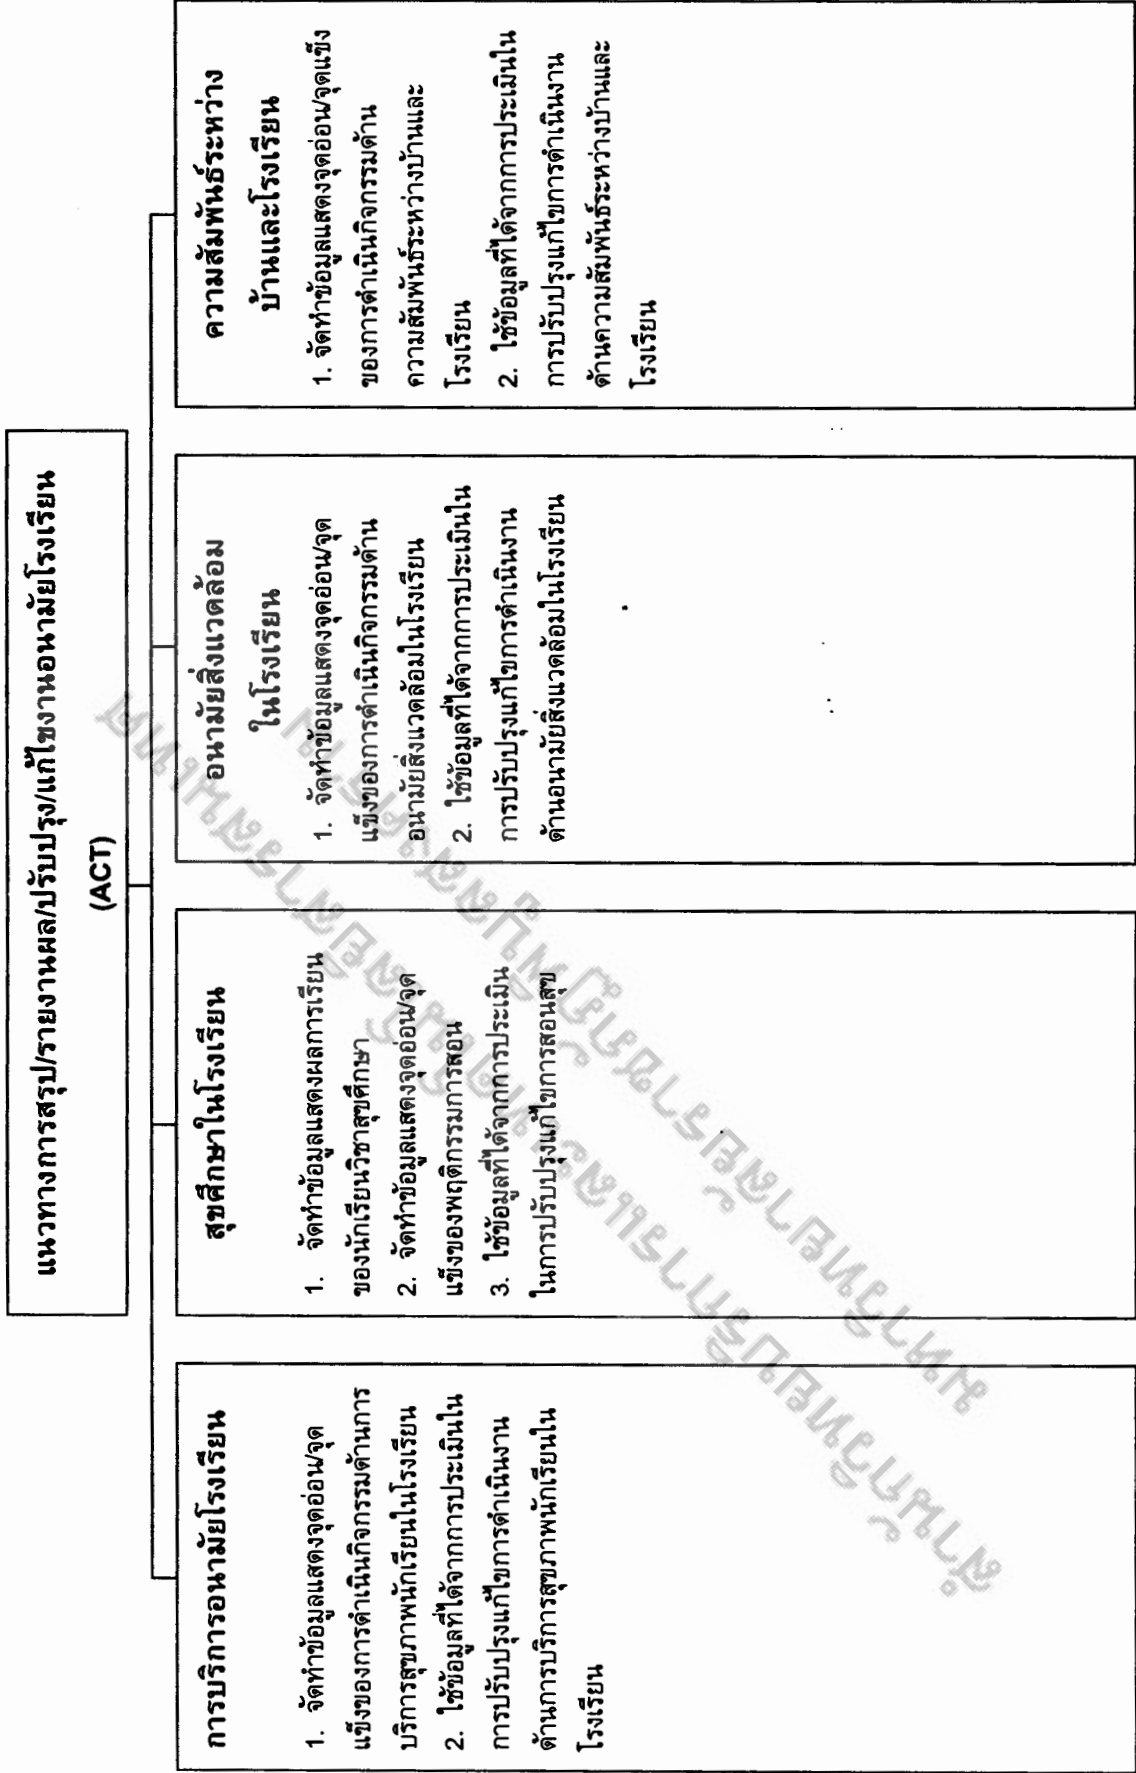 แนวทางการสรุป/รายงานผล/ปรับปรุง/แก้ไขงานอนามัยโรงเรียน
(ACT)
การบริการอนามัยโรงเรียน
1. จัดทำข้อมูลแสดงจุดอ่อน/จุด
แข็งของการดำเนินกิจกรรมด้านการ
บริการสุขภาพนักเรียนในโรงเรียน
2. ใช้ข้อมูลที่ได้จากการประเมินใน
การปรับปรุงแก้ไขการดำเนินงาน
ด้านการบริการสุขภาพนักเรียนใน
โรงเรียน
สุขศึกษาในโรงเรียน
1. จัดทำข้อมูลแสดงผลการเรียน
ของนักเรียนวิชาสุขศึกษา
2. จัดทำข้อมูลแสดงจุดอ่อน/จุด
แข็งของพฤติกรรมการสอน
3. ใช้ข้อมูลที่ได้จากการประเมิน
ในการปรับปรุงแก้ไขการสอนสุข
อนามัยสิ่งแวดล้อม
ในโรงเรียน
1. จัดทำข้อมูลแสดงจุดอ่อน/จุด
แข็งของการดำเนินกิจกรรมด้าน
อนามัยสิ่งแวดล้อมในโรงเรียน
2. ใช้ข้อมูลที่ได้จากการประเมินใน
การปรับปรุงแก้ไขการดำเนินงาน
ด้านอนามัยสิ่งแวดล้อมในโรงเรียน
ความสัมพันธ์ระหว่าง
บ้านและโรงเรียน
1. จัดทำข้อมูลแสดงจุดอ่อน/จุดแข็ง
ของการดำเนินกิจกรรมด้าน
ความสัมพันธ์ระหว่างบ้านและ
โรงเรียน
2. ใช้ข้อมูลที่ได้จากการประเมินใน
การปรับปรุงแก้ไขการดำเนินงาน
ด้านความสัมพันธ์ระหว่างบ้านและ
โรงเรียน